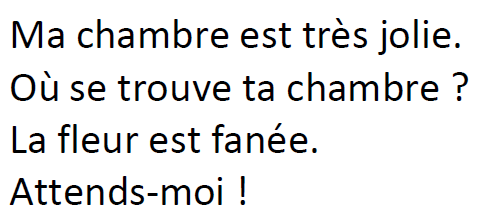 Ma chambre est très jolie.
Où se trouve ta chambre ?
La fleur est fanée.
Attends-moi !